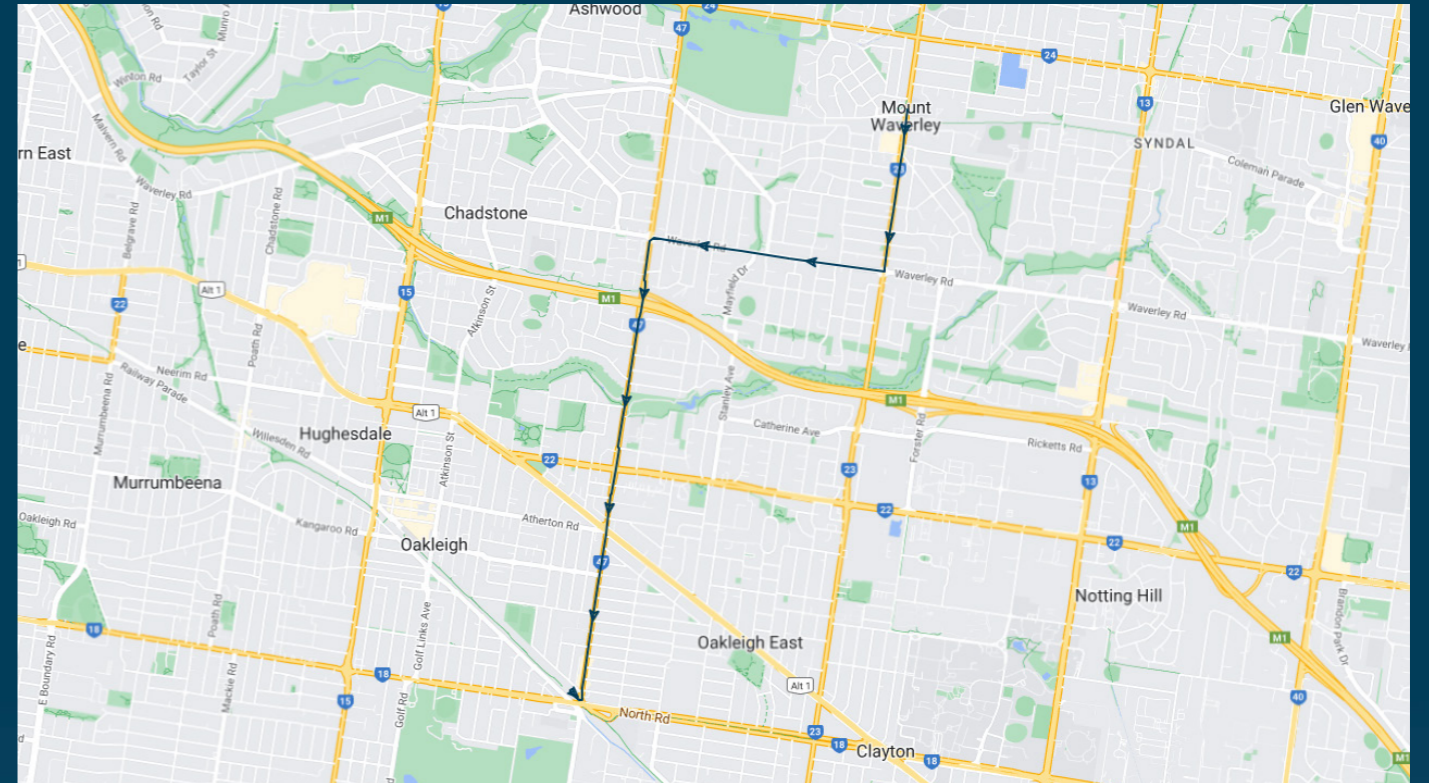 Ashwood
24
47
15
Munro
Taylor St
Winton Rd
24
Mount
Waverley
13
Glen Wave
Malvern Rd
SYNDAL
40
rn East
23
Coleman Parade
Waverley Rd
Chadstone Rd
Belgrave Rd
M1
Chadstone
Waverley Rd
Mayfield Dr
Waverley Rd
Waverley Rd
Waverley
Alt 1
15
22
Atkinson St
M1
47
Poath Rd
e
Neerim Rd
Railway Parade
Murrumbeena Rd
Stanley Ave
M1
Alt 1
Hughesdale
Willesden Rd
Atkinson St
Catherine Ave
Forster Rd
Ricketts Rd
22
23
13
Murrumbeena
22
Oakleigh Rd
Kangaroo Rd
Atherton Rd
M1
Oakleigh
22
47
22
Notting Hill
Brandon Park Dr
Poath Rd
Golf Links Ave
18
Oakleigh East
M1
E Boundary Rd
Mackie Rd
18
Alt 1
15
Golf Rd
40
North Rd
23
18
Clayton
18
M1
d